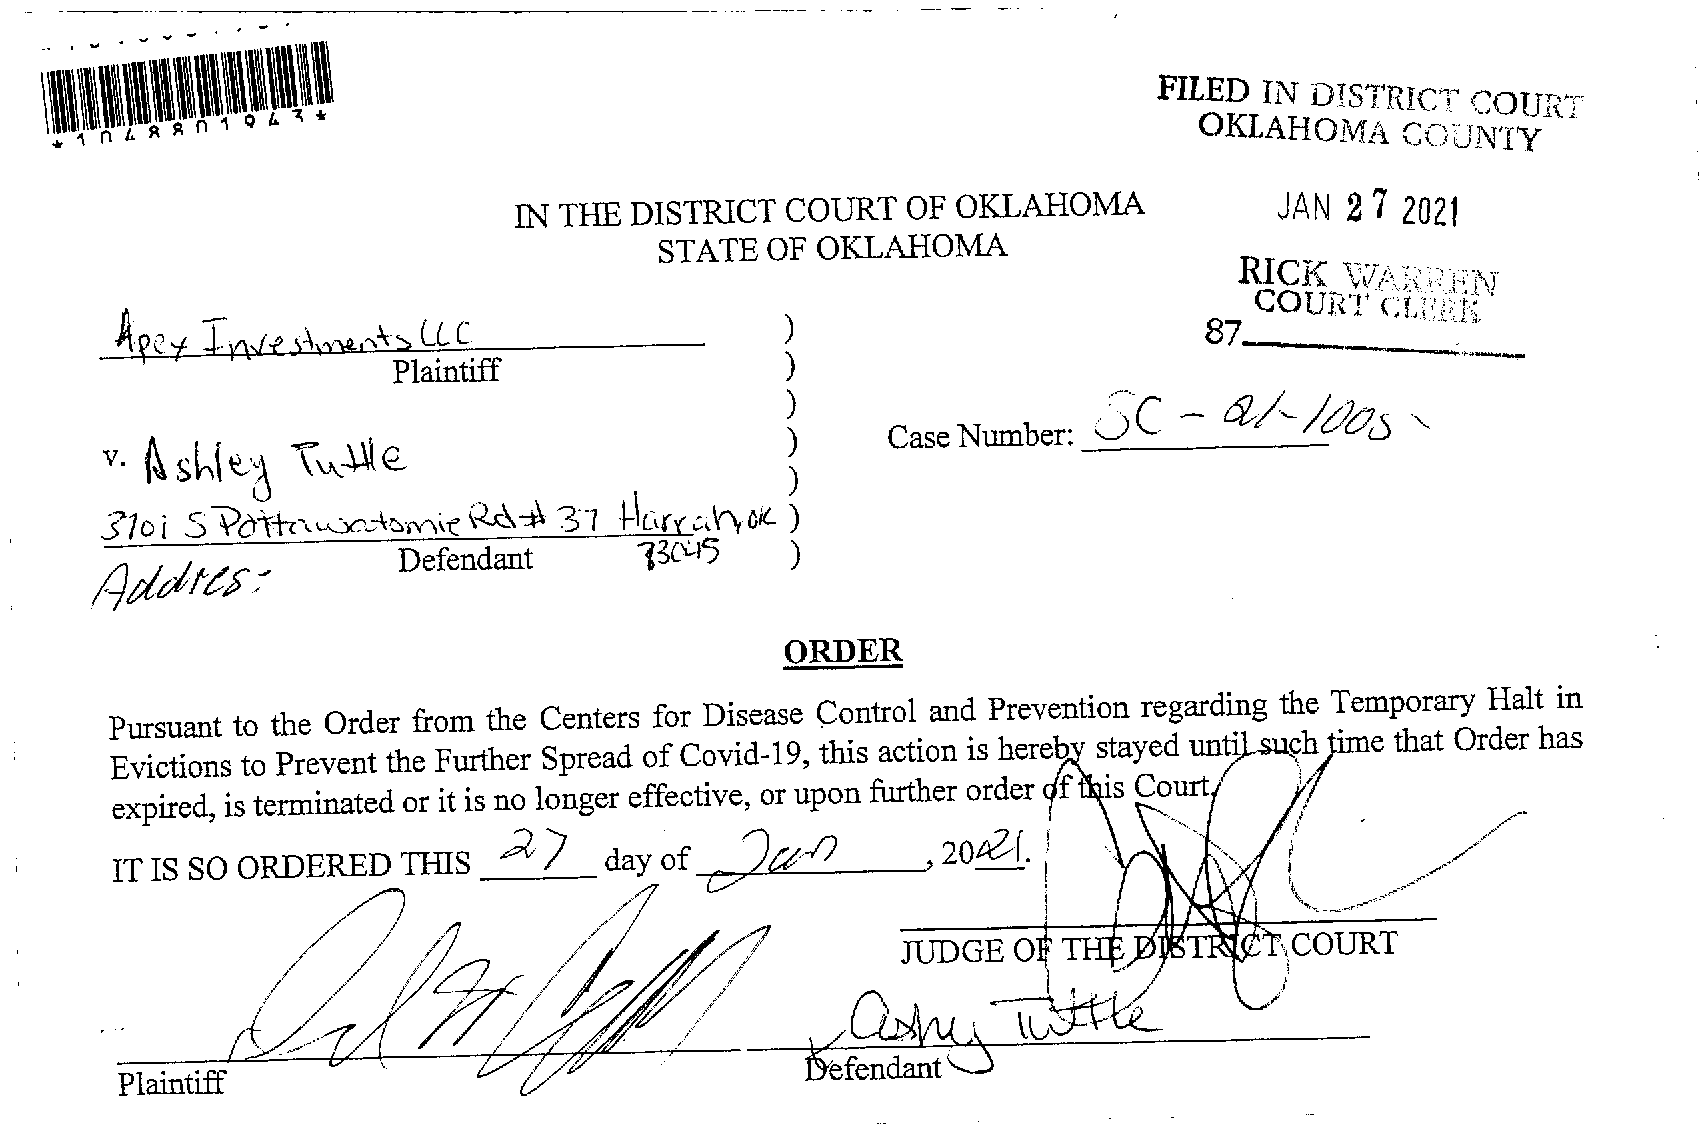 *1048801943*
FILED IN DISTRICT COURT
OKLAHOMA COUNTY
JAN 27 2021
RICK WARREN
COURT CLERK
87
IN THE DISTRICT COURT OF OKLAHOMA
STATE OF OKLAHOMA
Apex Investments LLC
Plaintiff
v. Ashley Tuttle
3701 S Pottawatomie Rd # 37 Harrah, OK
73045
Defendant
Addres:
)
)
)
)
)
)
)
Case Number: SC-21-1005
ORDER
Pursuant to the Order from the Centers for Disease Control and Prevention regarding the Temporary Halt in
Evictions to Prevent the Further Spread of Covid-19, this action is hereby stayed until such time that Order has
expired, is terminated or it is no longer effective, or upon further order of this Court.
IT IS SO ORDERED THIS 27 day of Jan, 2021.
JUDGE OF THE DISTRICT COURT
Ashley Tuttle
Plaintiff
Defendant